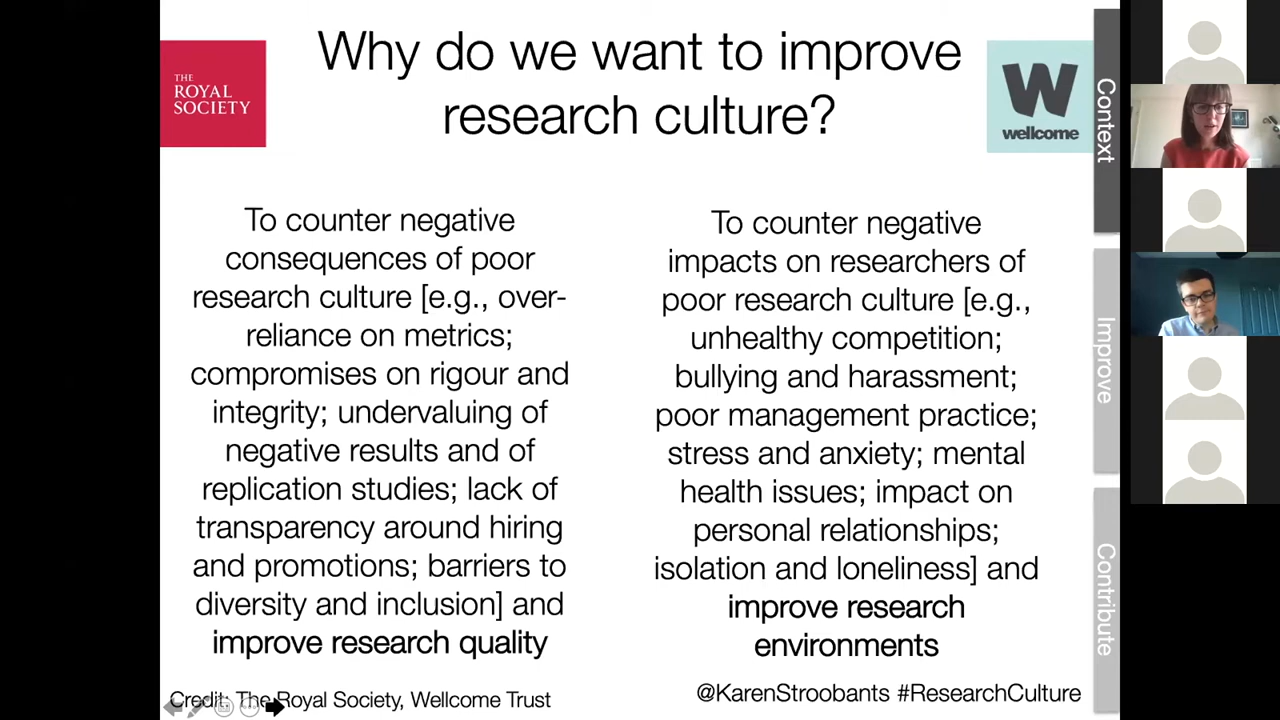 Why do we want to improve
research culture?
THE
ROYAL
SOCIETY
W
wellcome
To counter negative
consequences of poor
research culture [e.g., over-
reliance on metrics;
compromises on rigour and
integrity; undervaluing of
negative results and of
replication studies; lack of
transparency around hiring
and promotions; barriers to
diversity and inclusion] and
improve research quality
To counter negative
impacts on researchers of
poor research culture [e.g.,
unhealthy competition;
bullying and harassment;
poor management practice;
stress and anxiety; mental
health issues; impact on
personal relationships;
isolation and loneliness] and
improve research
environments
Context
Improve
Contribute
Credit: The Royal Society, Wellcome Trust
@KarenStroobants #ResearchCulture